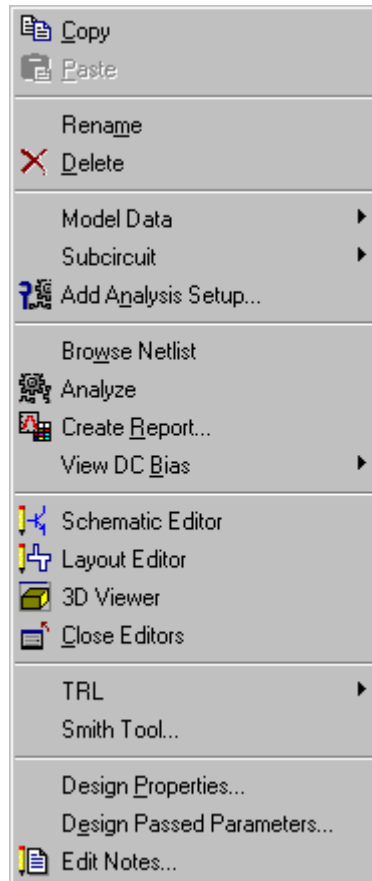 Copy
Paste
Rename
Delete
Model Data
Subcircuit
Add Analysis Setup...
Browse Netlist
Analyze
Create Report...
View DC Bias
Schematic Editor
Layout Editor
3D Viewer
Close Editors
TRL
Smith Tool...
Design Properties...
Design Passed Parameters...
Edit Notes...